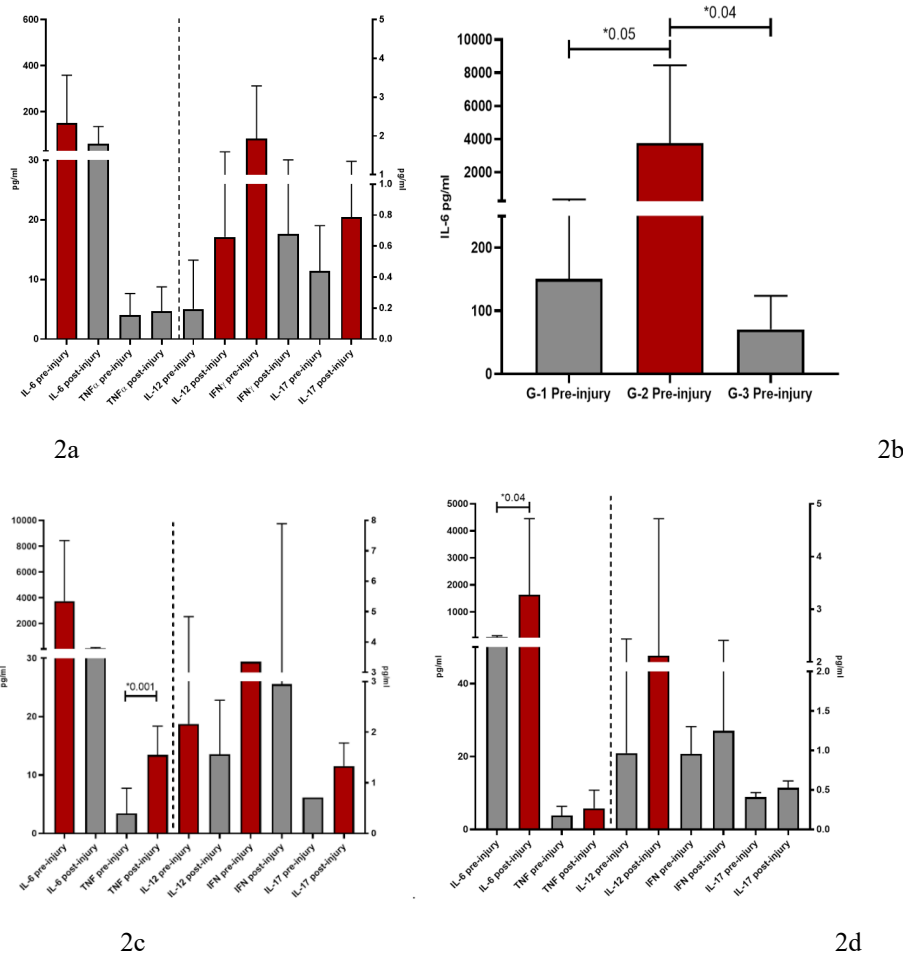 600
400
200
30
20
10
0
pg/ml
5
4
3
2
1
1.0
0.8
0.6
0.4
0.2
0.0
pg/ml
IL-6 pre-injury
IL-6 post-injury
TNFα pre-injury
TNFα post-injury
IL-12 pre-injury
IL-12 post-injury
IFNγ pre-injury
IFNγ post-injury
IL-17 pre-injury
IL-17 post-injury
2a
*0.05
*0.04
10000
8000
6000
4000
2000
200
100
0
IL-6 pg/ml
G-1 Pre-injury G-2 Pre-injury G-3 Pre-injury
2b
10000
8000
6000
4000
2000
30
20
10
0
pg/ml
*0.001
8
7
6
5
4
3
3
2
1
0
pg/ml
IL-6 pre-injury
IL-6 post-injury
TNF pre-injury
TNF post-injury
IL-12 pre-injury
IL-12 post-injury
IFN pre-injury
IFN post-injury
IL-17 pre-injury
IL-17 post-injury
2c
5000
4000
3000
2000
1000
40
20
0
pg/ml
*0.04
5
4
3
2
2.0
1.5
1.0
0.5
0.0
pg/ml
IL-6 pre-injury
IL-6 post-injury
TNF pre-injury
TNF post-injury
IL-12 pre-injury
IL-12 post-injury
IFN pre-injury
IFN post-injury
IL-17 pre-injury
IL-17 post-injury
2d